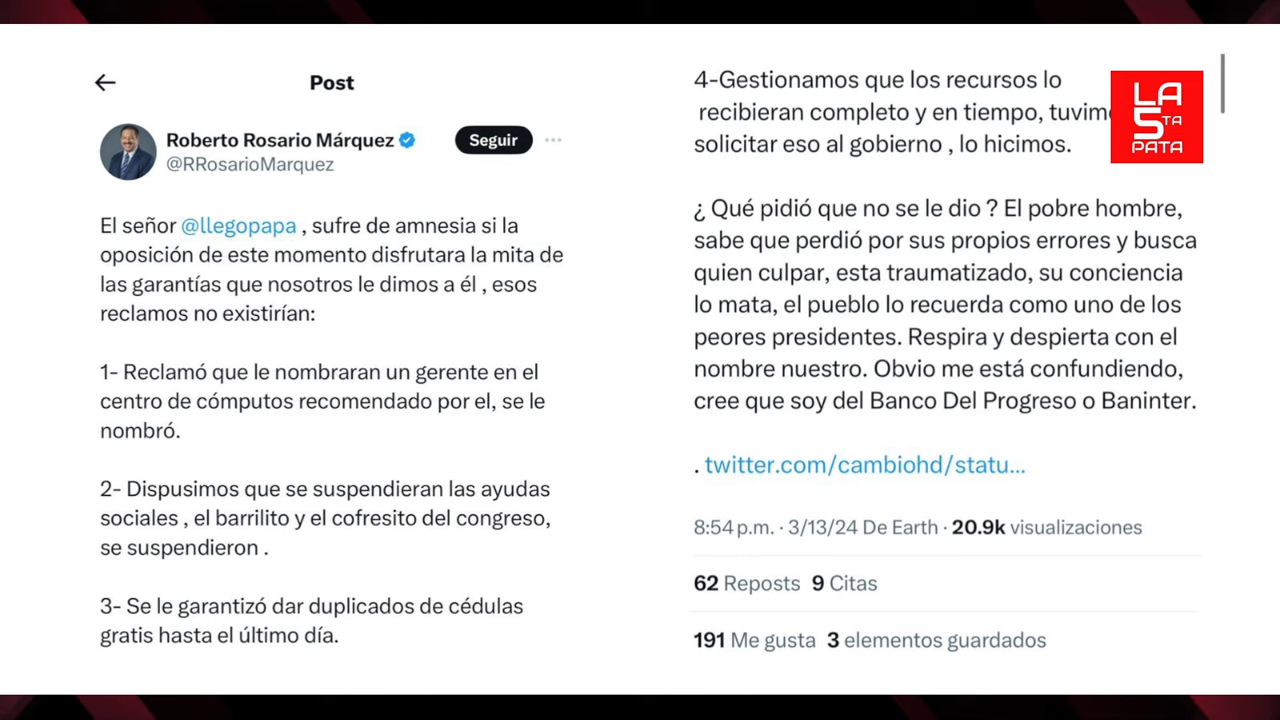 Post
Roberto Rosario Márquez
Seguir
@RRosarioMarquez
El señor @llegopapa , sufre de amnesia si la
oposición de este momento disfrutara la mita de
las garantías que nosotros le dimos a él , esos
reclamos no existirían:
1- Reclamó que le nombraran un gerente en el
centro de cómputos recomendado por el, se le
nombró.
2- Dispusimos que se suspendieran las ayudas
sociales , el barrilito y el cofresito del congreso,
se suspendieron .
3- Se le garantizó dar duplicados de cédulas
gratis hasta el último día.
4-Gestionamos que los recursos lo
recibieran completo y en tiempo,
solicitar eso al gobierno , lo hicimos.
¿ Qué pidió que no se le dio ? El pobre hombre,
sabe que perdió por sus propios errores y busca
quien culpar, esta traumatizado, su conciencia
lo mata, el pueblo lo recuerda como uno de los
peores presidentes. Respira y despierta con el
nombre nuestro. Obvio me está confundiendo,
cree que soy del Banco Del Progreso o Baninter.
. twitter.com/cambiohd/statu...
8:54 p.m. · 3/13/24 De Earth · 20.9k visualizaciones
62 Reposts 9 Citas
191 Me gusta 3 elementos guardados
LA
5TA
PATA